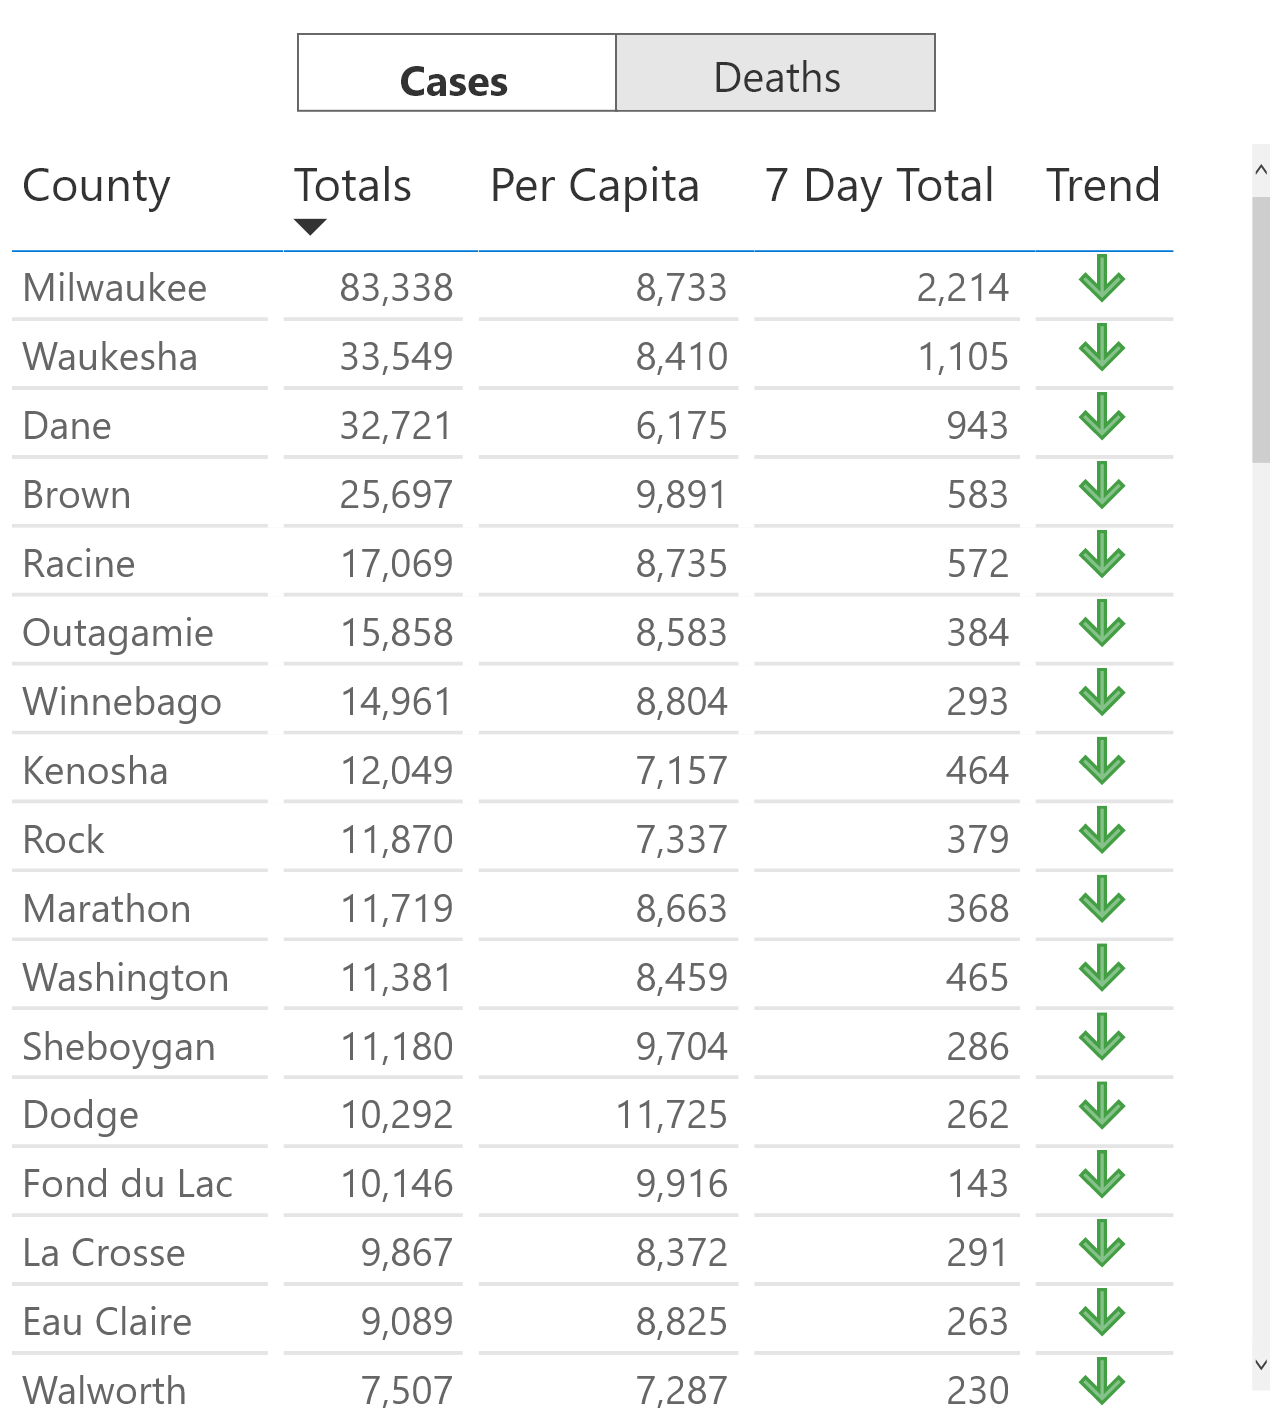 Cases Deaths
County Totals Per Capita 7 Day Total Trend
Milwaukee 83,338 8,733 2,214
Waukesha 33,549 8,410 1,105
Dane 32,721 6,175 943
Brown 25,697 9,891 583
Racine 17,069 8,735 572
Outagamie 15,858 8,583 384
Winnebago 14,961 8,804 293
Kenosha 12,049 7,157 464
Rock 11,870 7,337 379
Marathon 11,719 8,663 368
Washington 11,381 8,459 465
Sheboygan 11,180 9,704 286
Dodge 10,292 11,725 262
Fond du Lac 10,146 9,916 143
La Crosse 9,867 8,372 291
Eau Claire 9,089 8,825 263
Walworth 7,507 7,287 230